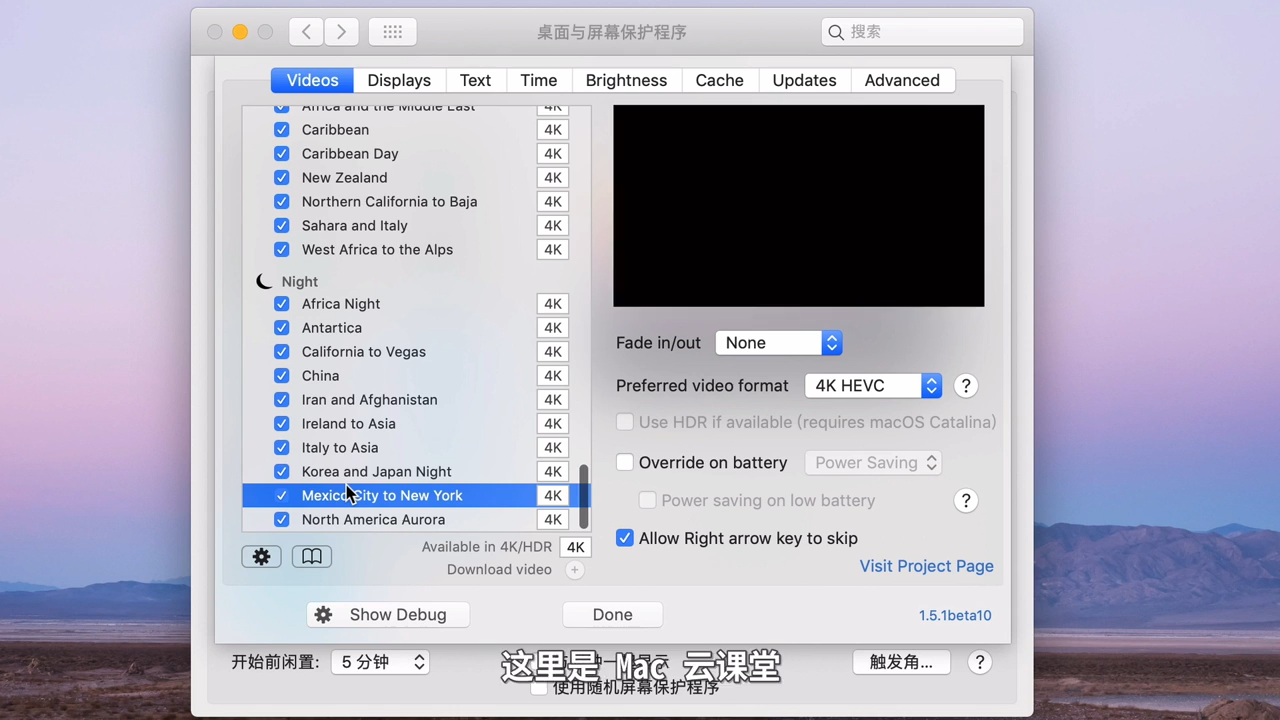 桌面与屏幕保护程序
搜索
Videos Displays Text Time Brightness Cache Updates Advanced
Africa and the Middle East 4K
Caribbean 4K
Caribbean Day 4K
New Zealand 4K
Northern California to Baja 4K
Sahara and Italy 4K
West Africa to the Alps 4K
Night
Africa Night 4K
Antartica 4K
California to Vegas 4K
China 4K
Iran and Afghanistan 4K
Ireland to Asia 4K
Italy to Asia 4K
Korea and Japan Night 4K
Mexico City to New York 4K
North America Aurora 4K
Available in 4K/HDR 4K
Download video
Fade in/out None
Preferred video format 4K HEVC ?
Use HDR if available (requires macOS Catalina)
Override on battery Power Saving
Power saving on low battery ?
Allow Right arrow key to skip
Visit Project Page
Show Debug Done 1.5.1beta10
开始前闲置: 5 分钟
触发角... ?
使用随机屏幕保护程序
这里是 Mac 云课堂